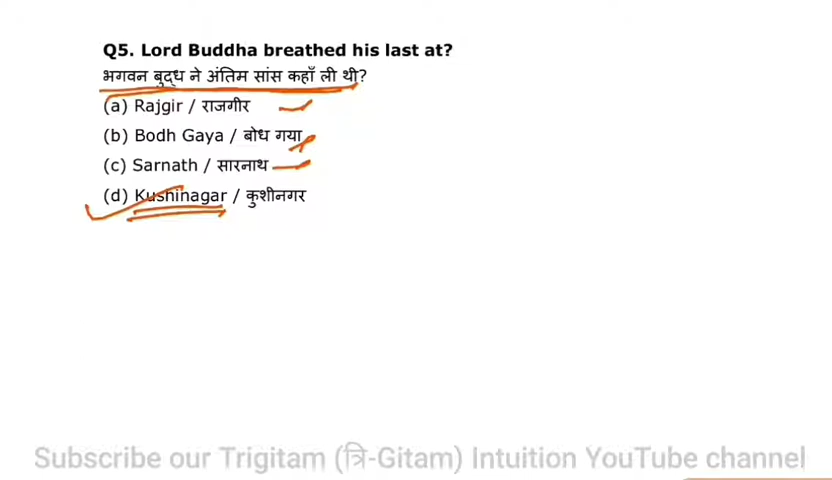 Q5. Lord Buddha breathed his last at?
भगवन बुद्ध ने अंतिम सांस कहाँ ली थी?
(a) Rajgir / राजगीर
(b) Bodh Gaya / बोध गया
(c) Sarnath / सारनाथ
(d) Kushinagar / कुशीनगर
Subscribe our Trigitam (त्रि-Gitam) Intuition YouTube channel